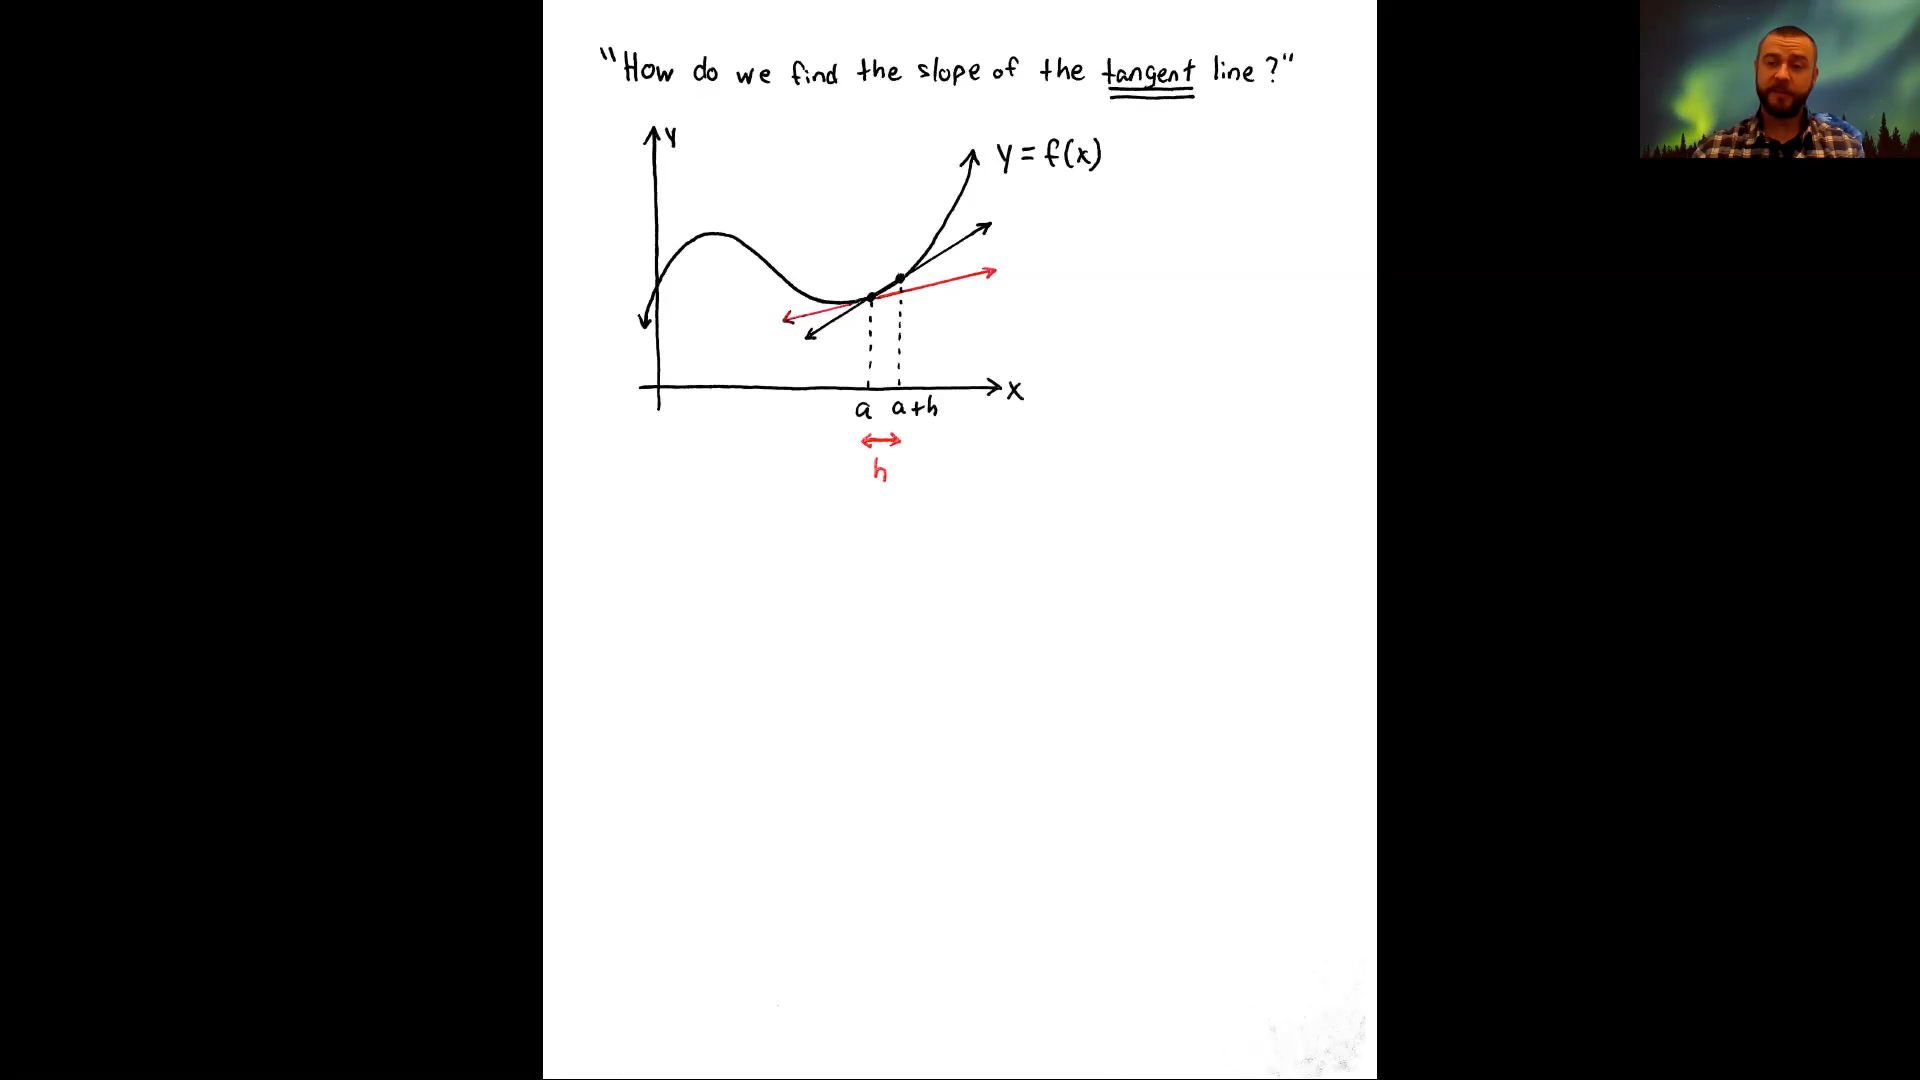 "How do we find the slope of the tangent line?"
y
y = f(x)
x
a a+h
h